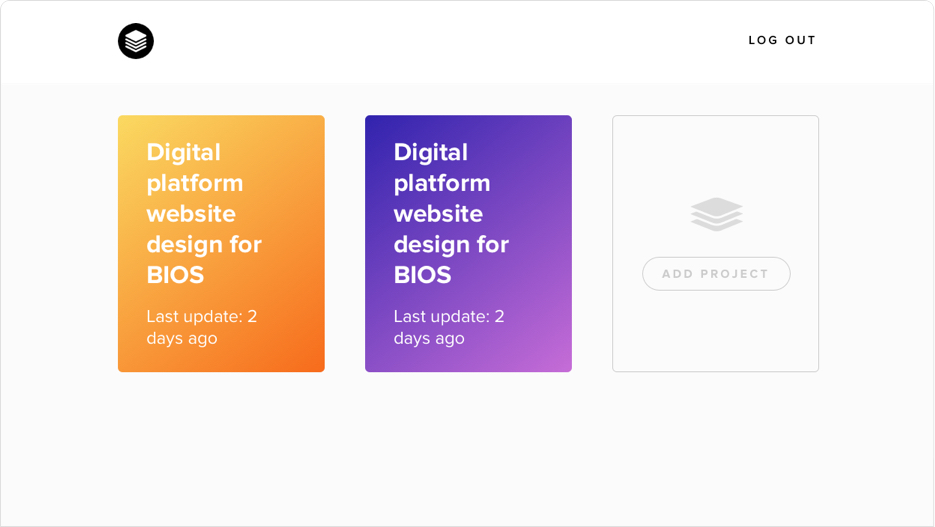 LOG OUT
Digital
platform
website
design for
BIOS
Last update: 2
days ago
Digital
platform
website
design for
BIOS
Last update: 2
days ago
ADD PROJECT